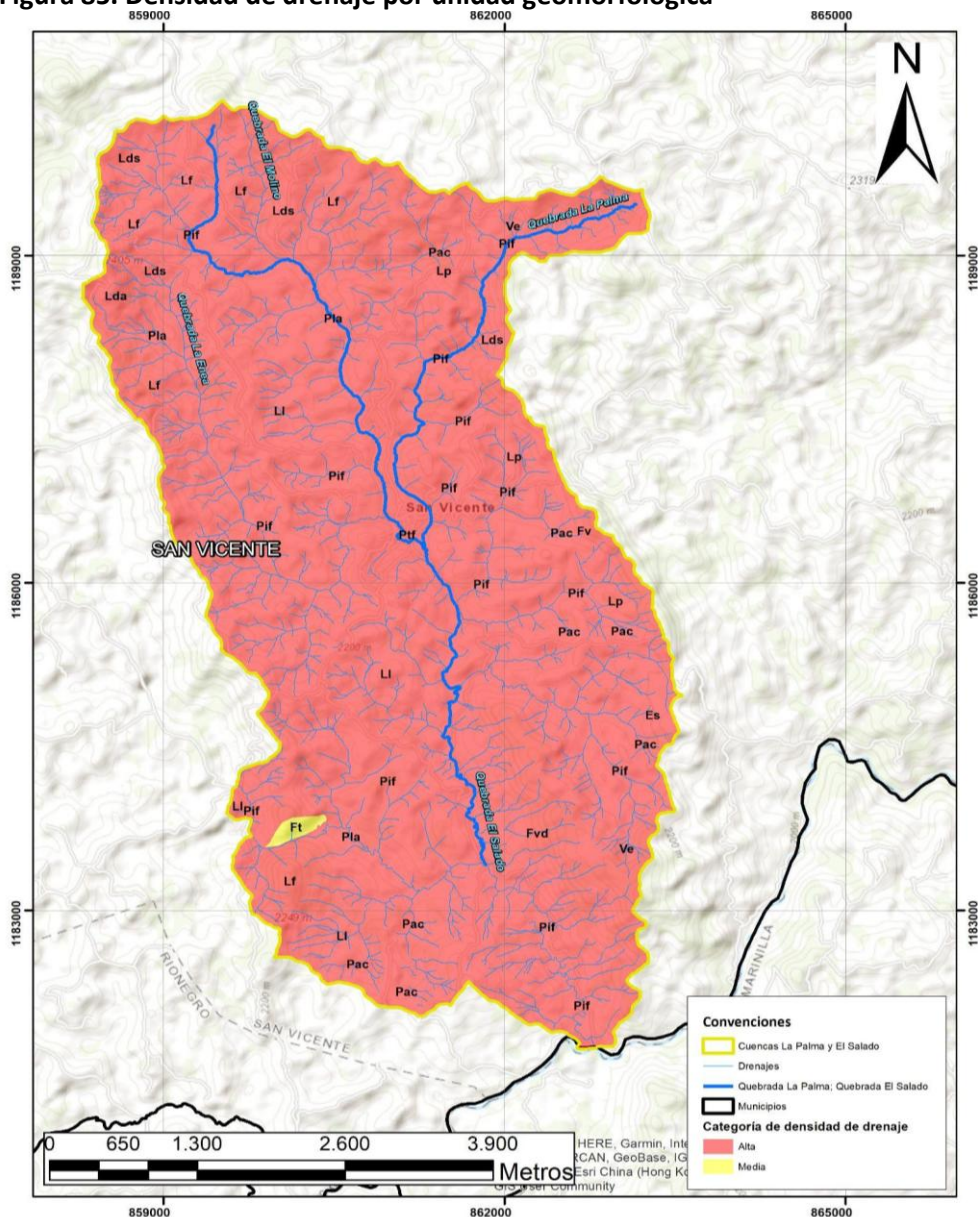 Figura 85. Densidad de drenaje por unidad geomorfológica
859000 862000 865000
N
Quebrada El Molino
Lds
Lf
Lf
Lf
Lds
2319
Quebrada La Palma
Ve
Lf
Pif
Pif
Pac
1189000
1189000
Lp
Lds
Lda
Quebrada La Enea
Pla
Pla
Lds
Pif
Lf
Ll
Pif
Lp
Pif
Pif
Pif
San Vicente
2200 m
Pif
Ptf
Pac Fv
SAN VICENTE
1186000
1186000
Pif
Pif
Lp
Pac
Pac
2200 m
Ll
Es
Pac
Pif
Pif
Quebrada El Salado
Ll
Pif
Ft
Pla
Fvd
Ve
2200 m
Lf
1183000
1183000
Pac
Pif
Ll
Pac
Pac
Pif
RIONEGRO
SAN VICENTE
2200 m
MARINILLA
Convenciones
Cuencas La Palma y El Salado
Drenajes
Quebrada La Palma; Quebrada El Salado
Municipios
Categoría de densidad de drenaje
Alta
Media
0 650 1.300 2.600 3.900
Metros
HERE, Garmin,
GeoBase,
Esri China (Hong
User Community
859000 862000 865000